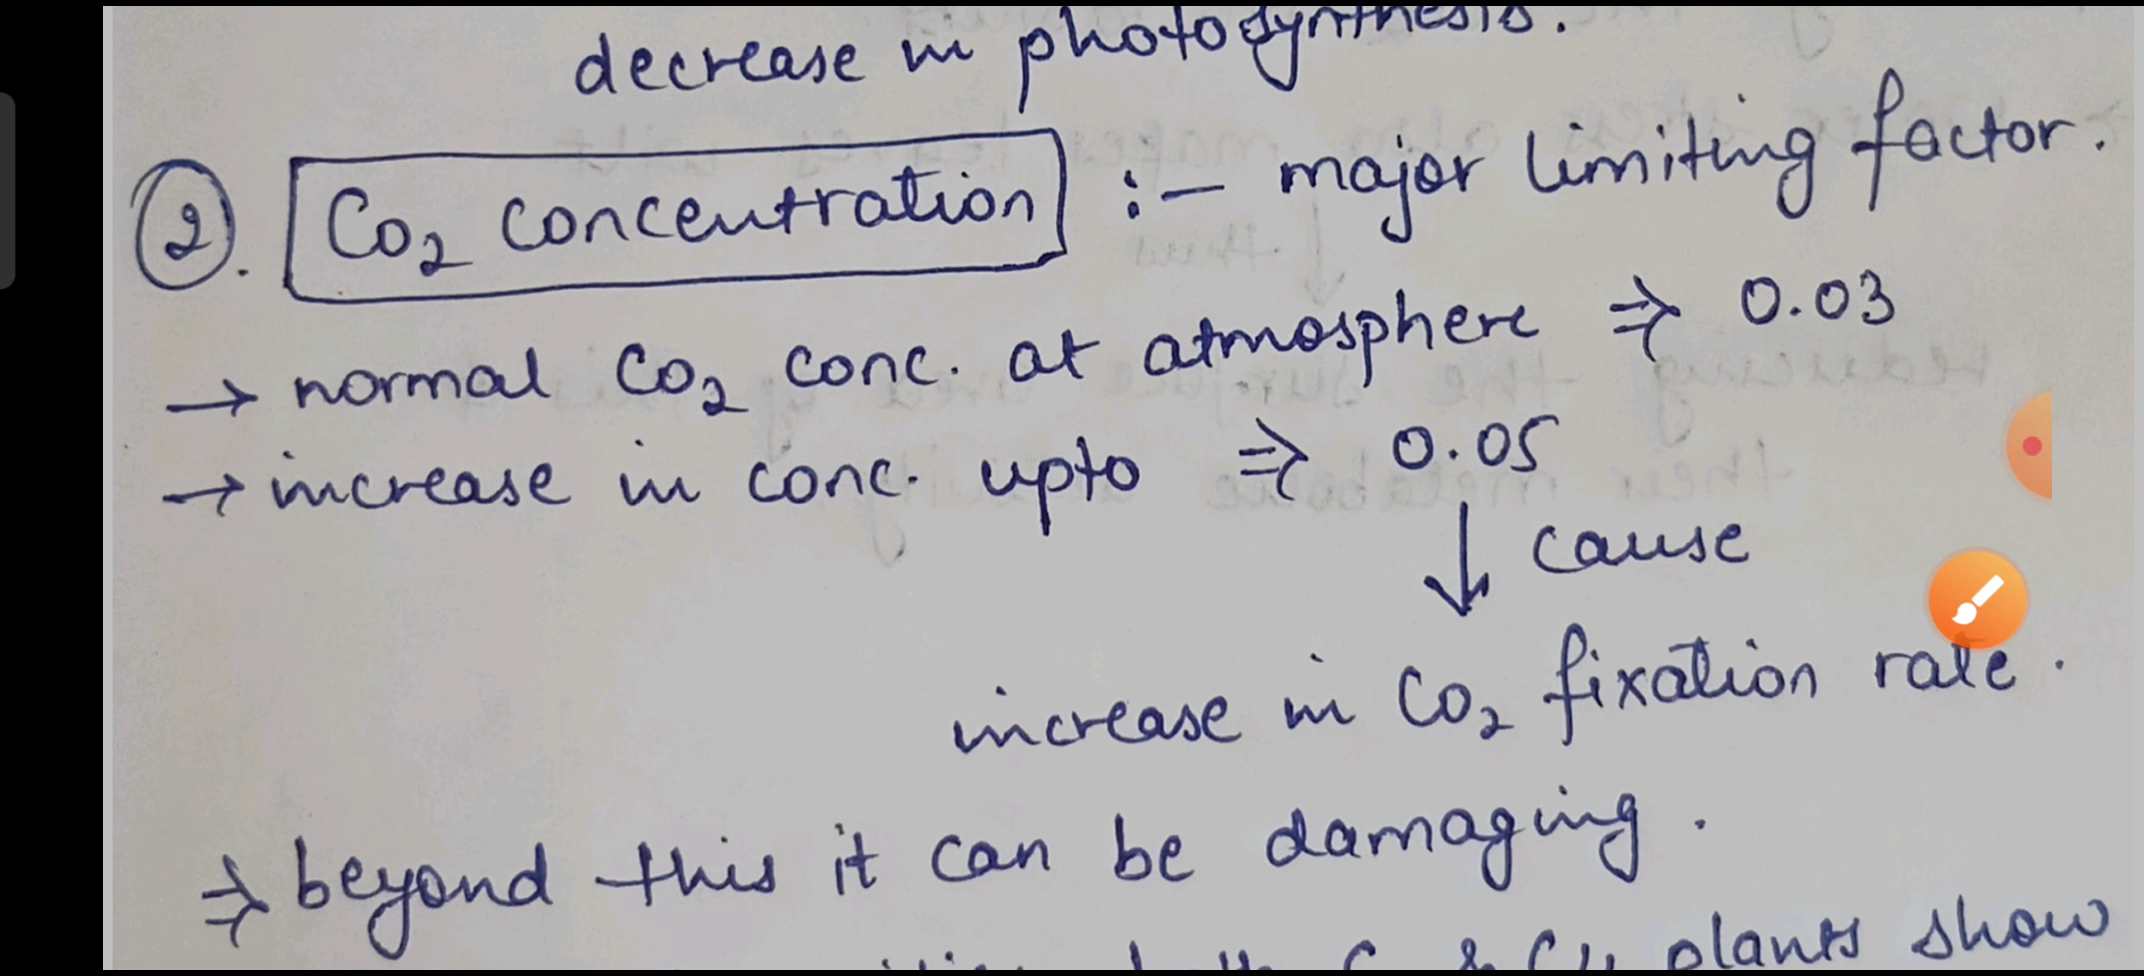 decrease in photosynthesis.
2. Co2 concentration :- major limiting factor.
→ normal Co2 conc. at atmosphere ⇒ 0.03
→ increase in conc. upto ⇒ 0.05
↓ cause
increase in Co2 fixation rate.
⇒ beyond this it can be damaging.
plants show